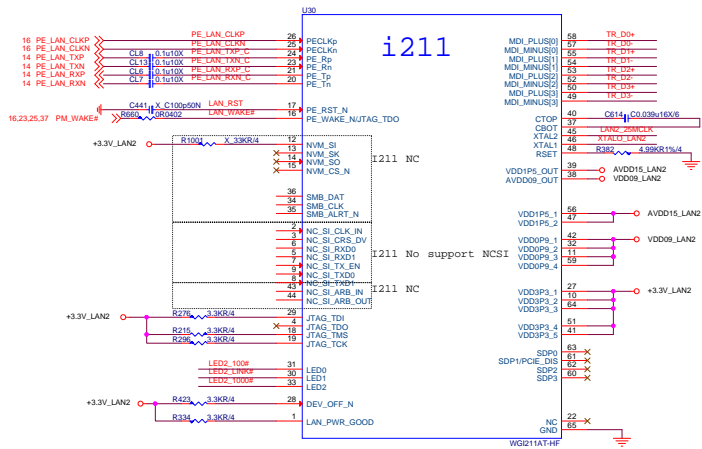 U30
i211
16 PE_LAN_CLKP PE_LAN_CLKP 26 PECLKp MDI_PLUS[0] 58 TR_D0+
16 PE_LAN_CLKN PE_LAN_CLKN 25 PECLKn MDI_MINUS[0] 57 TR_D0-
14 PE_LAN_TXP CL8 0.1u10X PE_LAN_TXP_C 24 PE_Rp MDI_PLUS[1] 55 TR_D1+
14 PE_LAN_TXN CL13 0.1u10X PE_LAN_TXN_C 23 PE_Rn MDI_MINUS[1] 54 TR_D1-
14 PE_LAN_RXP CL6 0.1u10X PE_LAN_RXP_C 21 PE_Tp MDI_PLUS[2] 53 TR_D2+
14 PE_LAN_RXN CL7 0.1u10X PE_LAN_RXN_C 20 PE_Tn MDI_MINUS[2] 52 TR_D2-
MDI_PLUS[3] 50 TR_D3+
MDI_MINUS[3] 49 TR_D3-
C441 X_C100p50N LAN_RST 17 PE_RST_N
16,23,25,37 PM_WAKE# R660 0R0402 LAN_WAKE# 16 PE_WAKE_N/JTAG_TDO
CTOP 40 C614 C0.039u16X/6
CBOT 37
XTAL2 45 LAN2_25MCLK
XTAL1 46 XTALO_LAN2
RSET 48 R382 4.99KR1%/4
+3.3V_LAN2 R1001 X_33KR/4 12 NVM_SI
13 NVM_SK
14 NVM_SO
15 NVM_CS_N
I211 NC
VDD1P5_OUT 39 AVDD15_LAN2
AVDD09_OUT 38 VDD09_LAN2
36 SMB_DAT
34 SMB_CLK
35 SMB_ALRT_N
VDD1P5_1 56 AVDD15_LAN2
VDD1P5_2 47
2 NC_SI_CLK_IN
3 NC_SI_CRS_DV
6 NC_SI_RXD0
5 NC_SI_RXD1
7 NC_SI_TX_EN
9 NC_SI_TXD0
8 NC_SI_TXD1
I211 No support NCSI
VDD0P9_1 42 VDD09_LAN2
VDD0P9_2 32
VDD0P9_3 11
VDD0P9_4 59
43 NC_SI_ARB_IN
44 NC_SI_ARB_OUT
I211 NC
VDD3P3_1 27 +3.3V_LAN2
VDD3P3_2 10
VDD3P3_3 64
VDD3P3_4 51
VDD3P3_5 41
+3.3V_LAN2 R276 3.3KR/4 29 JTAG_TDI
4 JTAG_TDO
R215 3.3KR/4 18 JTAG_TMS
R296 3.3KR/4 19 JTAG_TCK
SDP0 63
SDP1/PCIE_DIS 61
SDP2 62
SDP3 60
LED2_100# 31 LED0
LED2_LINK# 30 LED1
LED2_1000# 33 LED2
+3.3V_LAN2 R423 3.3KR/4 28 DEV_OFF_N
R334 3.3KR/4 1 LAN_PWR_GOOD
NC 22
GND 65
WGI211AT-HF